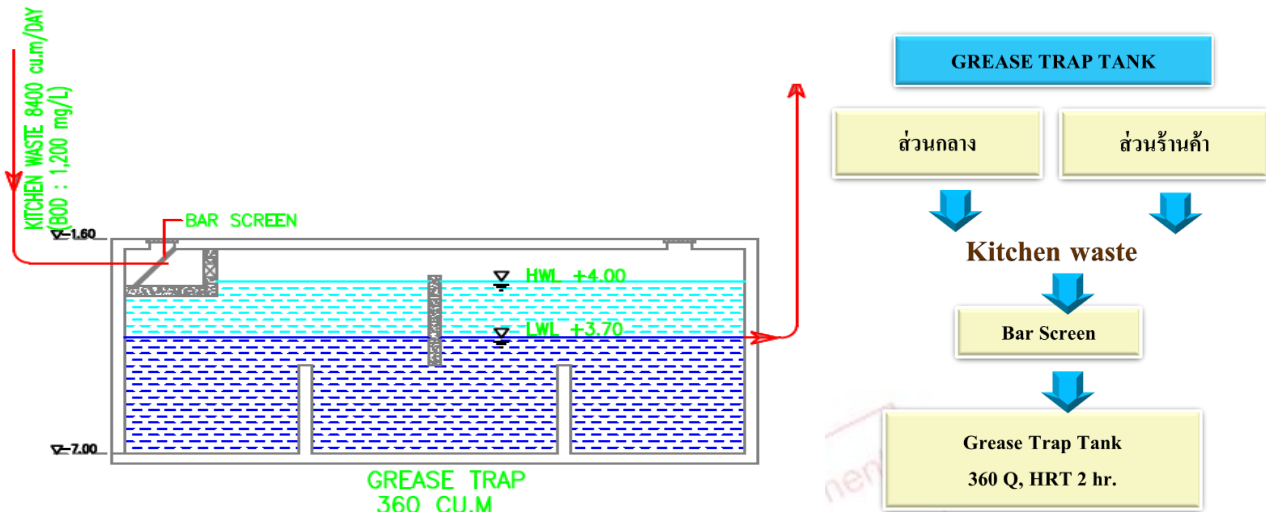 KITCHEN WASTE 8400 cu.m/DAY
(BOD : 1,200 mg/L)
BAR SCREEN
-1.60
HWL +4.00
LWL +3.70
-7.00
GREASE TRAP
360 CU.M
GREASE TRAP TANK
ส่วนกลาง
ส่วนร้านค้า
Kitchen waste
Bar Screen
Grease Trap Tank
360 Q, HRT 2 hr.